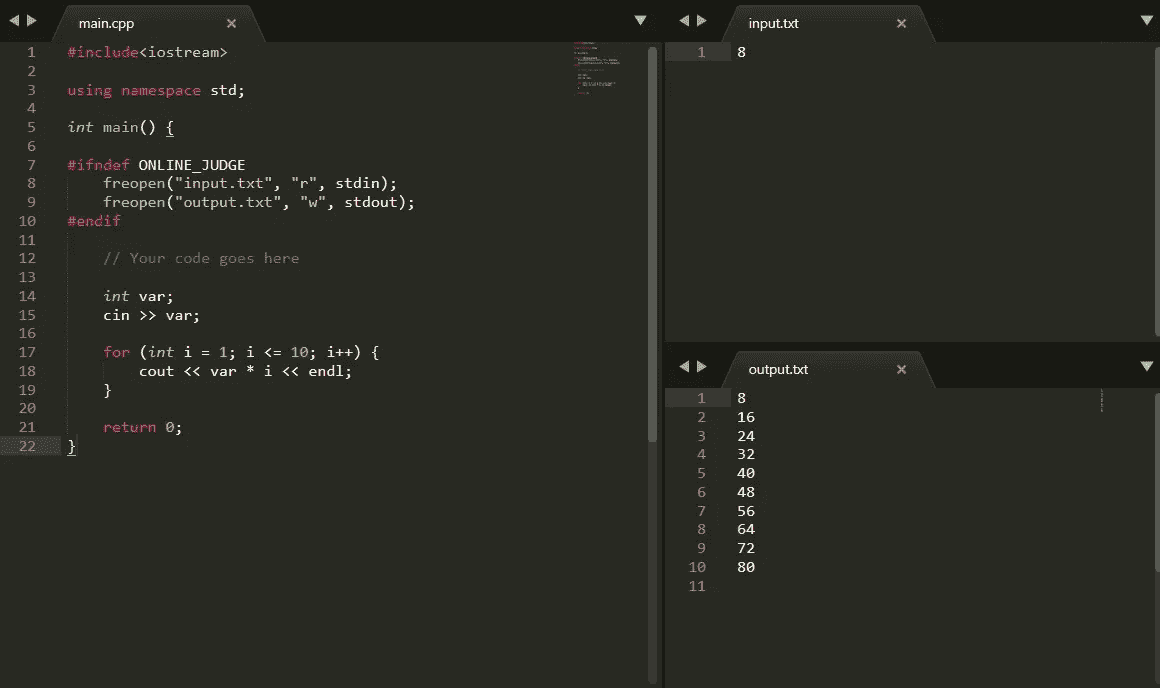 main.cpp
1 #include<iostream>
2
3 using namespace std;
4
5 int main() {
6
7 #ifndef ONLINE_JUDGE
8 freopen("input.txt", "r", stdin);
9 freopen("output.txt", "w", stdout);
10 #endif
11
12 // Your code goes here
13
14 int var;
15 cin >> var;
16
17 for (int i = 1; i <= 10; i++) {
18 cout << var * i << endl;
19 }
20
21 return 0;
22 }
input.txt
1 8
output.txt
1 8
2 16
3 24
4 32
5 40
6 48
7 56
8 64
9 72
10 80
11